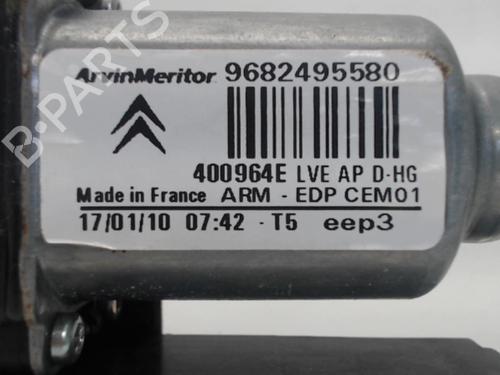 ArvinMeritor 9682495580
400964E LVE AP D-HG
Made in France ARM - EDP CEM01
17/01/10 07:42 - T5 eep3
B-PARTS